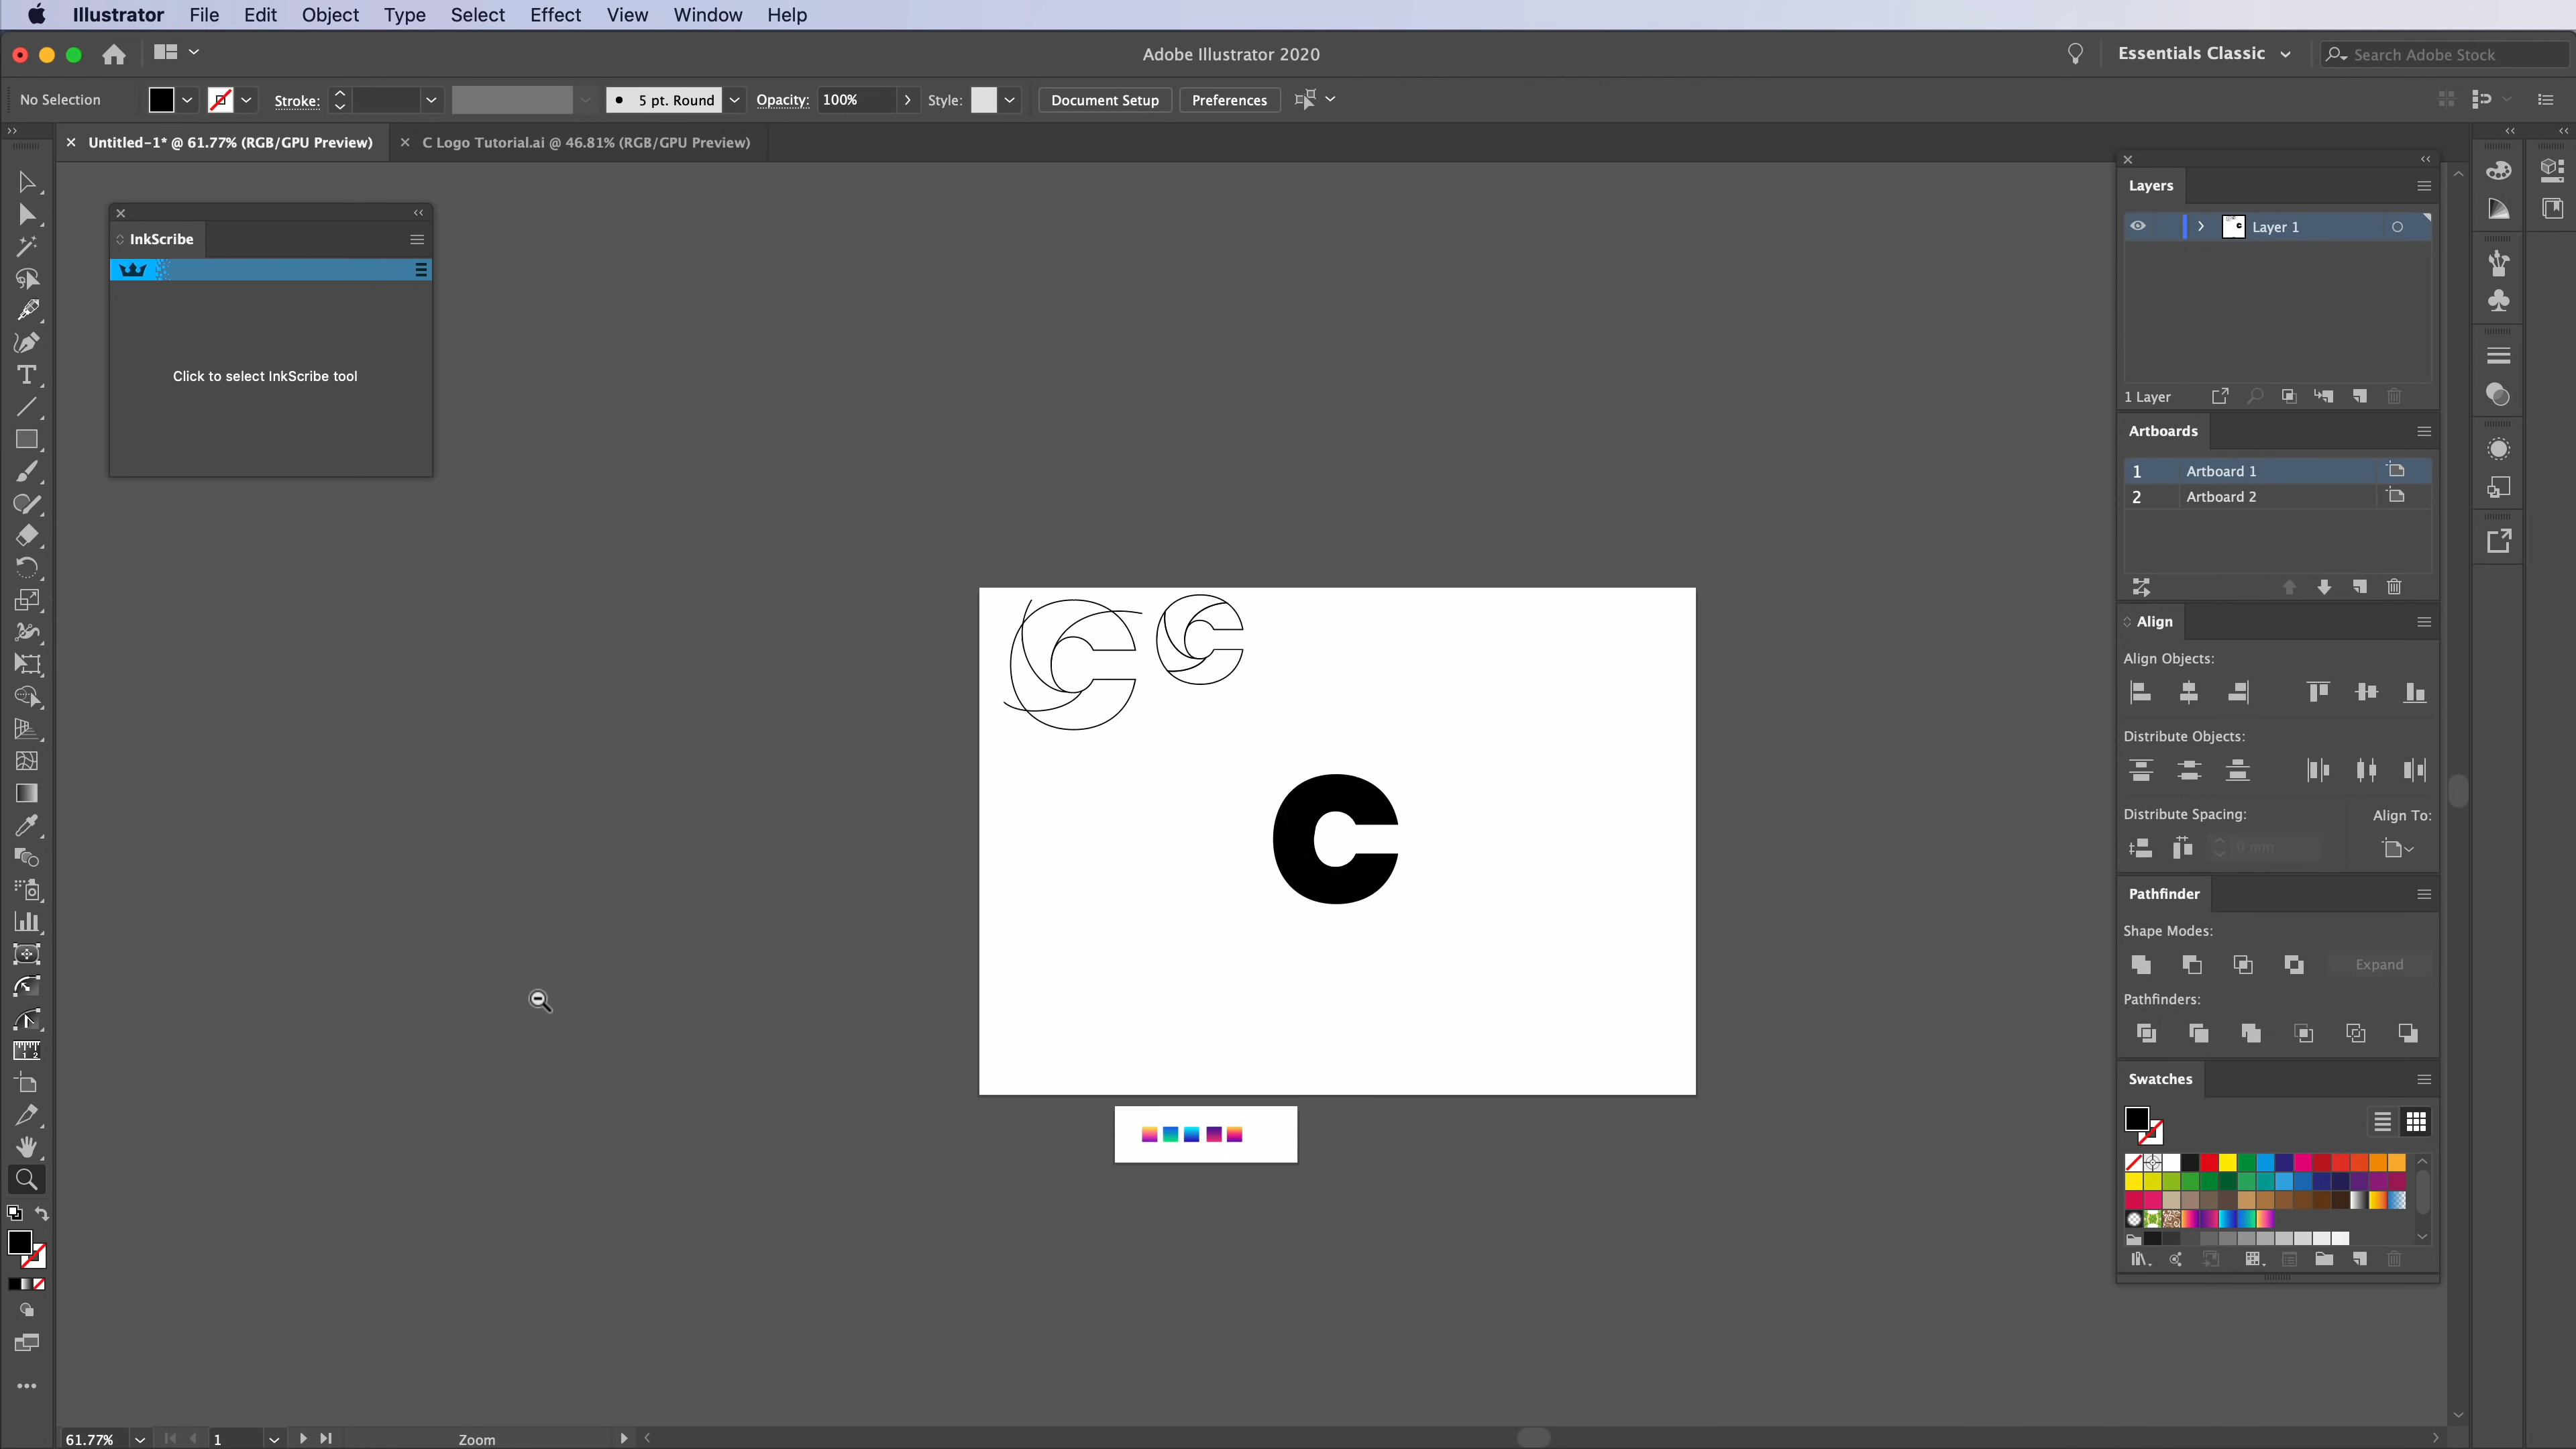 Illustrator File Edit Object Type Select Effect View Window Help
Adobe Illustrator 2020
Essentials Classic
Search Adobe Stock
No Selection
Stroke:
5 pt. Round
Opacity: 100%
Style:
Document Setup
Preferences
Untitled-1* @ 61.77% (RGB/GPU Preview)
C Logo Tutorial.ai @ 46.81% (RGB/GPU Preview)
InkScribe
Click to select InkScribe tool
C
C
C
Layers
Layer 1
1 Layer
Artboards
1 Artboard 1
2 Artboard 2
Align
Align Objects:
Distribute Objects:
Distribute Spacing: Align To:
0 mm
Pathfinder
Shape Modes:
Expand
Pathfinders:
Swatches
61.77% 1 Zoom